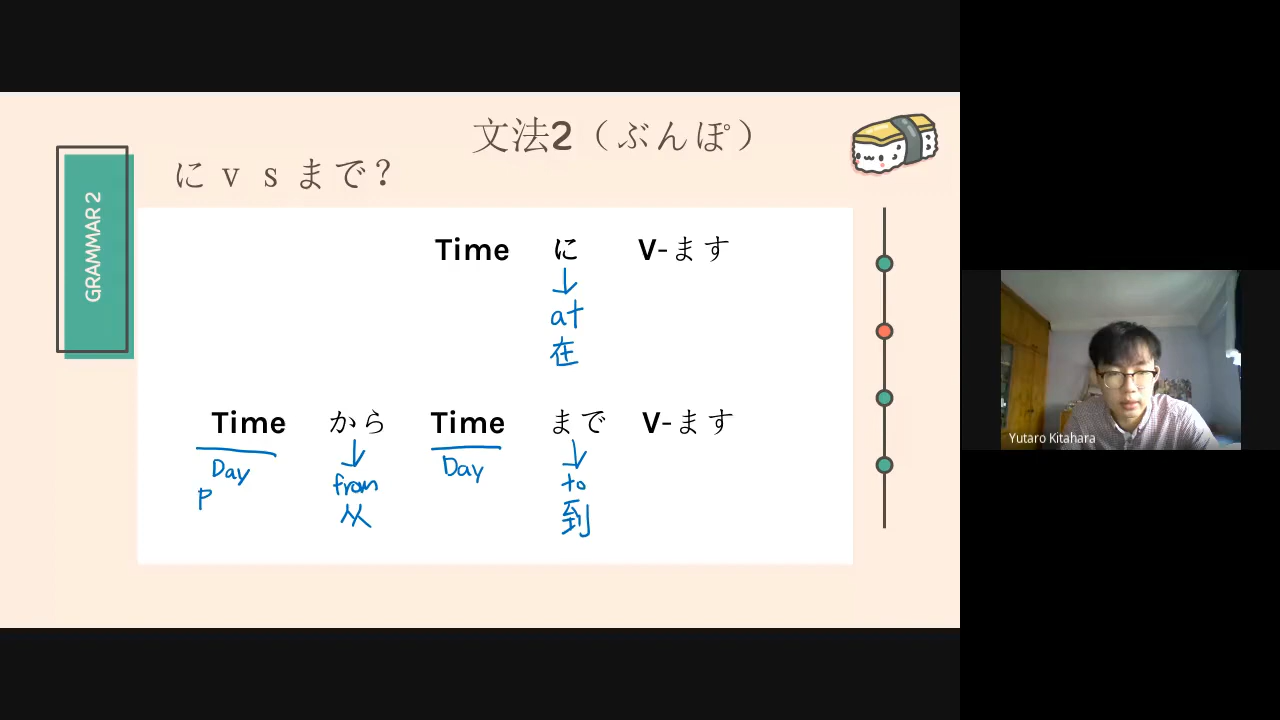 文法2（ぶんぽ）
に ｖ ｓ まで？
GRAMMAR 2
Time に V-ます
at
在
Time から Time まで V-ます
Day from Day to
P 从 到
Yutaro Kitahara